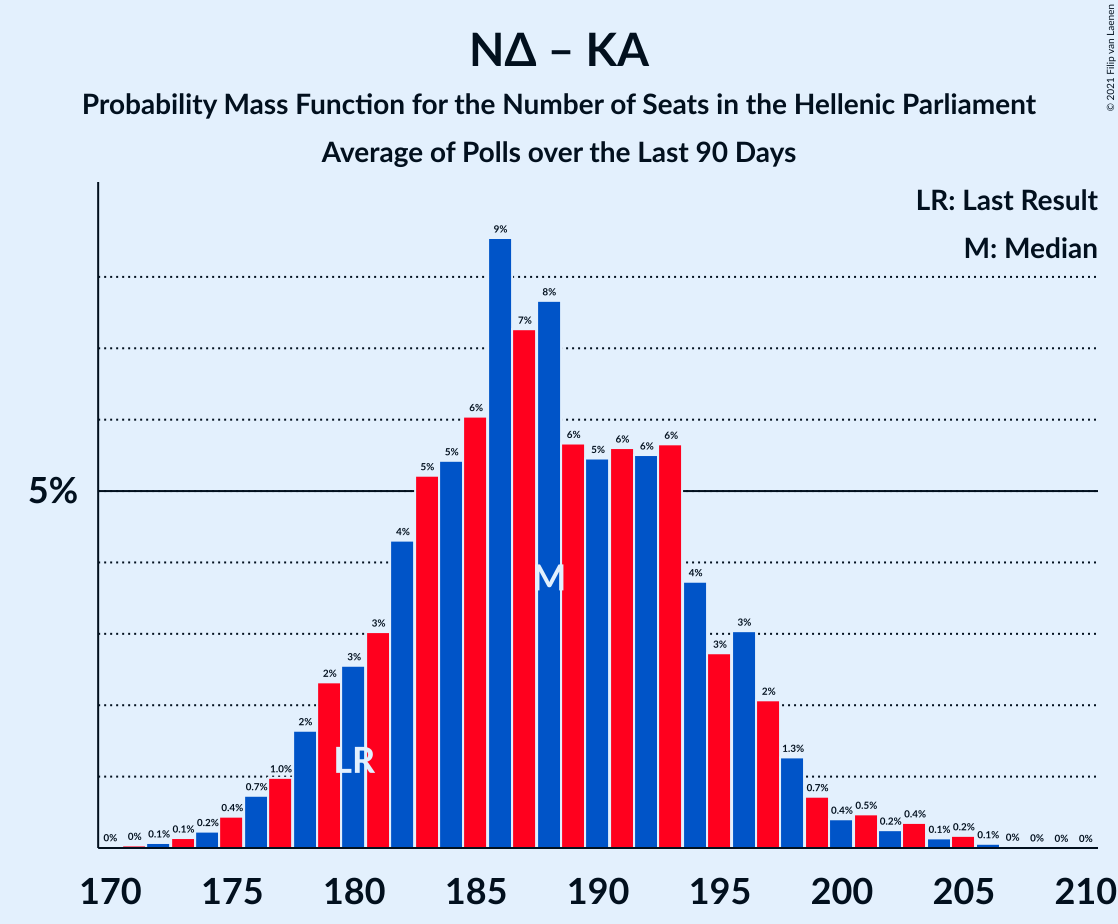 ΝΔ – ΚΑ
Probability Mass Function for the Number of Seats in the Hellenic Parliament
Average of Polls over the Last 90 Days
© 2021 Filip van Laenen
LR: Last Result
M: Median
5%
0% 0% 0.1% 0.1% 0.2% 0.4% 0.7% 1.0% 2% 2% 3% 3% 4% 5% 5% 6% 9% 7% 8% 6% 5% 6% 6% 6% 4% 3% 3% 2% 1.3% 0.7% 0.4% 0.5% 0.2% 0.4% 0.1% 0.2% 0.1% 0% 0% 0% 0%
M
LR
170 175 180 185 190 195 200 205 210